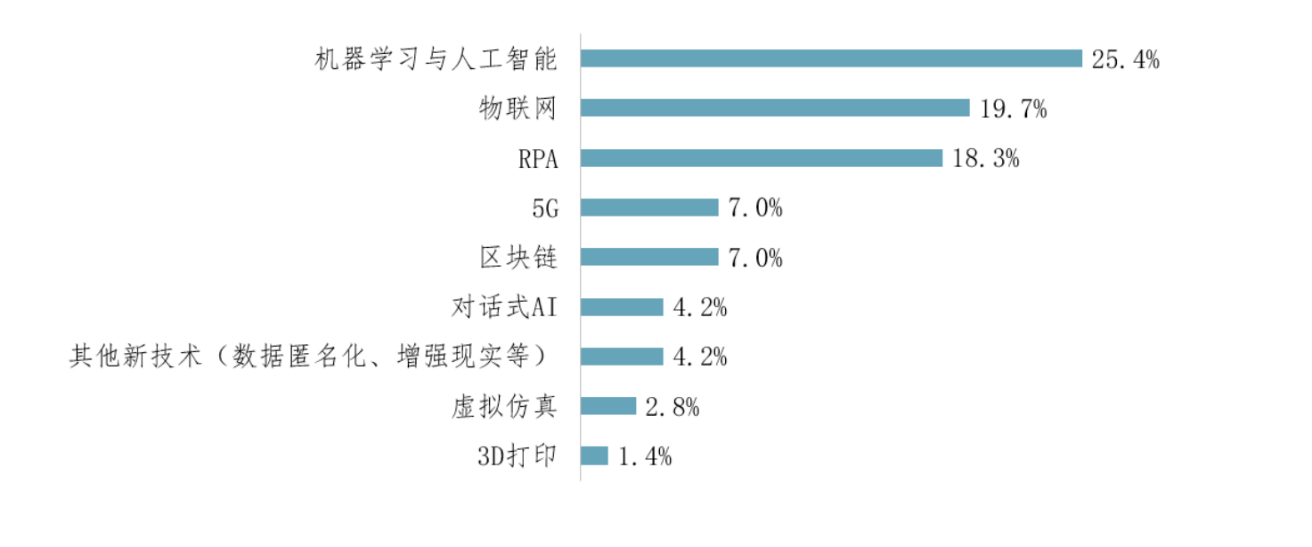 机器学习与人工智能 25.4%
物联网 19.7%
RPA 18.3%
5G 7.0%
区块链 7.0%
对话式AI 4.2%
其他新技术（数据匿名化、增强现实等） 4.2%
虚拟仿真 2.8%
3D打印 1.4%